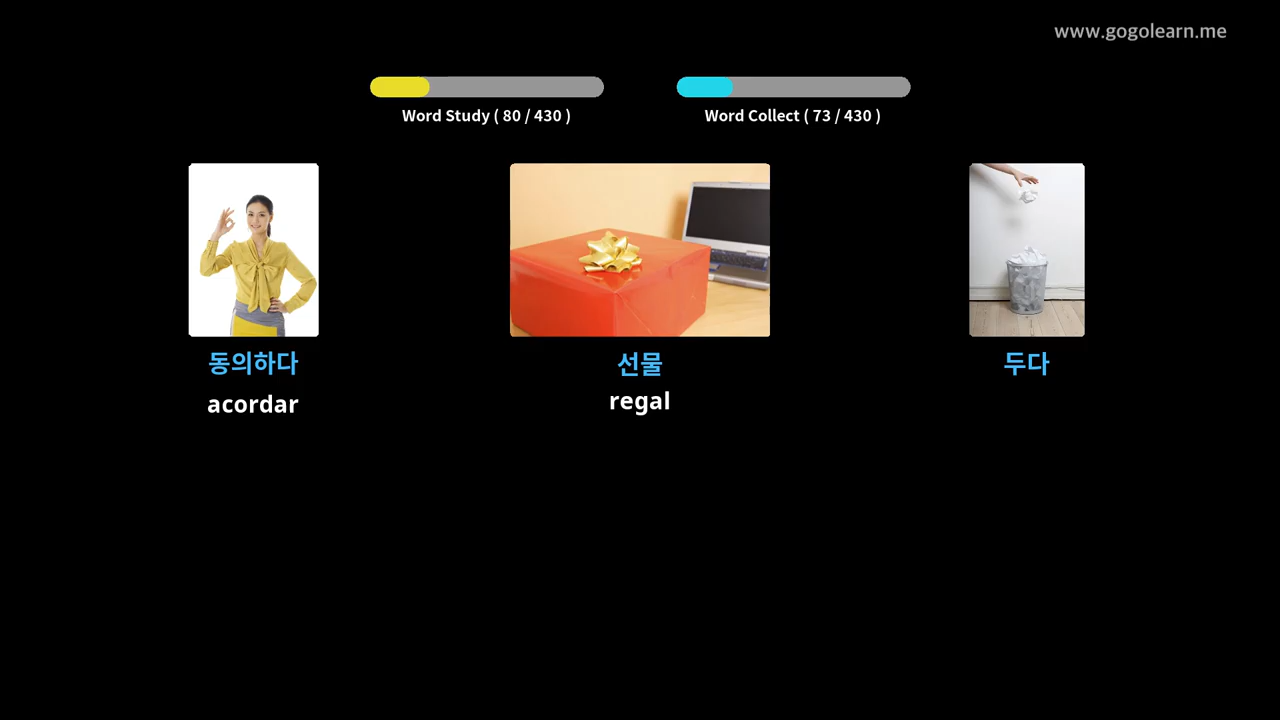 www.gogolearn.me
Word Study ( 80 / 430 )
Word Collect ( 73 / 430 )
동의하다
선물
두다
acordar
regal